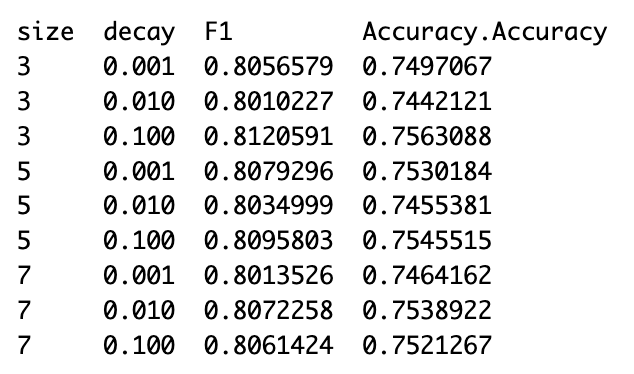 size decay F1 Accuracy.Accuracy
3 0.001 0.8056579 0.7497067
3 0.010 0.8010227 0.7442121
3 0.100 0.8120591 0.7563088
5 0.001 0.8079296 0.7530184
5 0.010 0.8034999 0.7455381
5 0.100 0.8095803 0.7545515
7 0.001 0.8013526 0.7464162
7 0.010 0.8072258 0.7538922
7 0.100 0.8061424 0.7521267